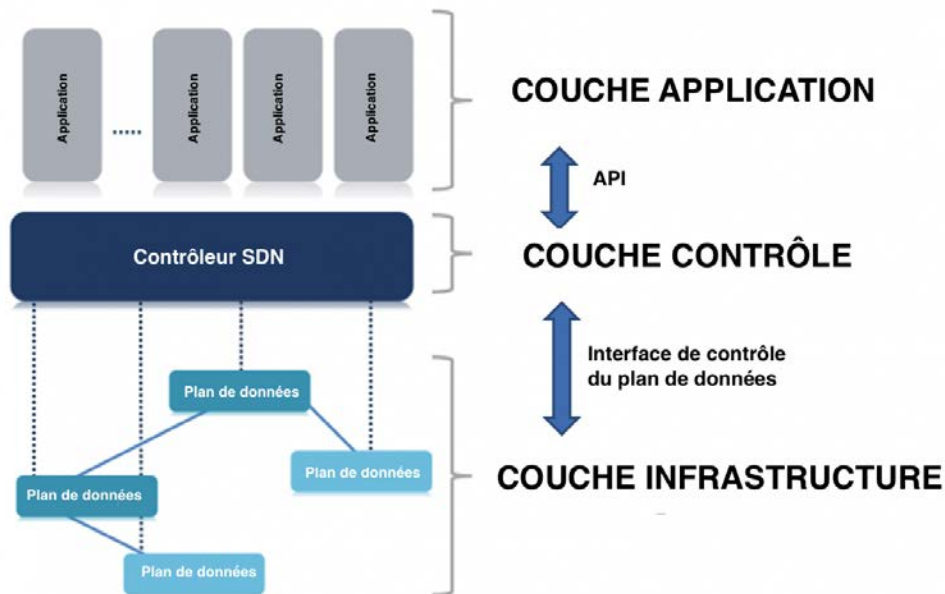 Application
.....
Application
Application
Application
COUCHE APPLICATION
API
Contrôleur SDN
COUCHE CONTRÔLE
Interface de contrôle
du plan de données
Plan de données
Plan de données
Plan de données
Plan de données
COUCHE INFRASTRUCTURE